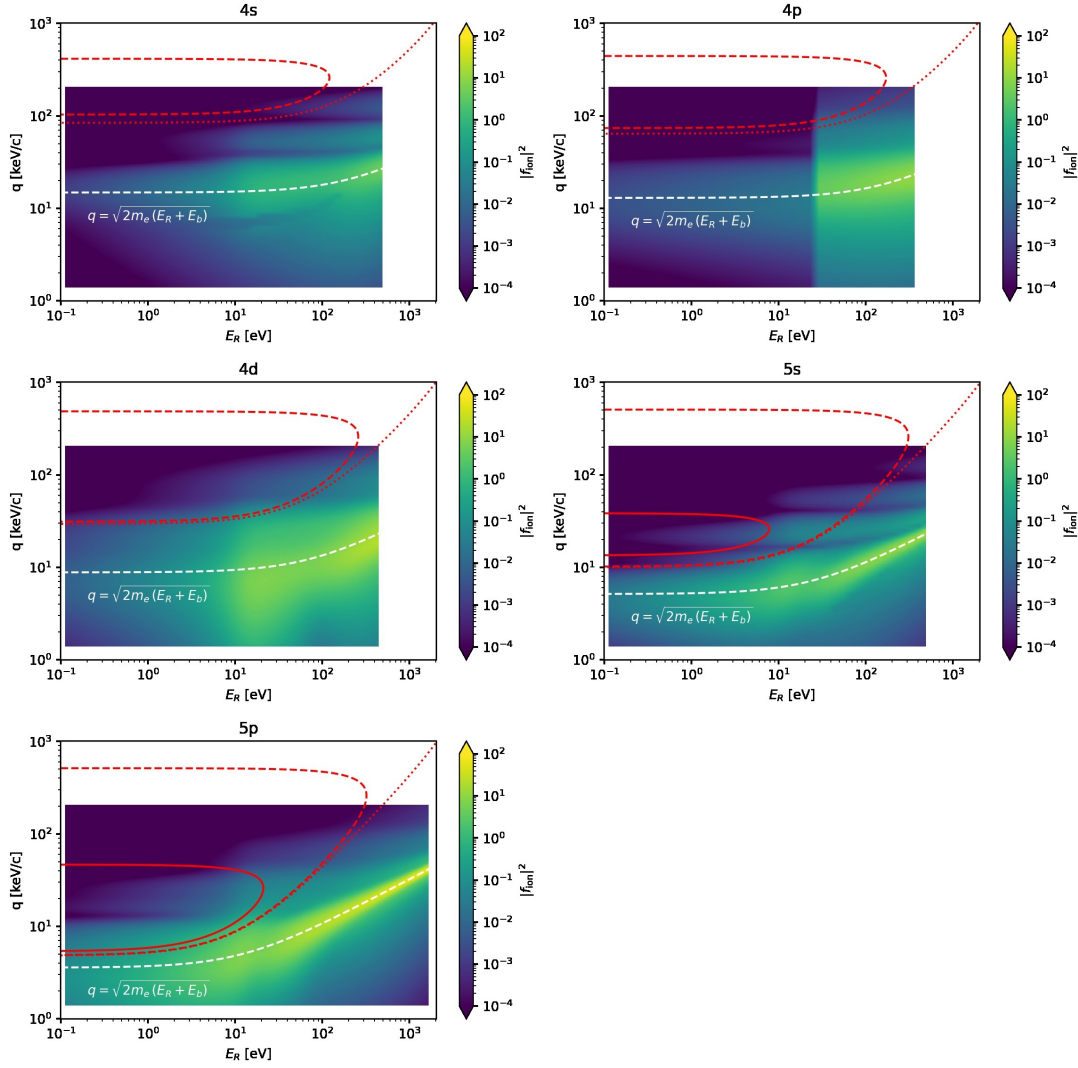 4s
10³
10²
10¹
10⁰
q [keV/c]
q = √2mₑ(E_R + E_b)
10⁻¹ 10⁰ 10¹ 10² 10³
E_R [eV]
10²
10¹
10⁰
10⁻¹
10⁻²
10⁻³
10⁻⁴
|f_ion|²
4p
10³
10²
10¹
10⁰
q [keV/c]
q = √2mₑ(E_R + E_b)
10⁻¹ 10⁰ 10¹ 10² 10³
E_R [eV]
10²
10¹
10⁰
10⁻¹
10⁻²
10⁻³
10⁻⁴
|f_ion|²
4d
10³
10²
10¹
10⁰
q [keV/c]
q = √2mₑ(E_R + E_b)
10⁻¹ 10⁰ 10¹ 10² 10³
E_R [eV]
10²
10¹
10⁰
10⁻¹
10⁻²
10⁻³
10⁻⁴
|f_ion|²
5s
10³
10²
10¹
10⁰
q [keV/c]
q = √2mₑ(E_R + E_b)
10⁻¹ 10⁰ 10¹ 10² 10³
E_R [eV]
10²
10¹
10⁰
10⁻¹
10⁻²
10⁻³
10⁻⁴
|f_ion|²
5p
10³
10²
10¹
10⁰
q [keV/c]
q = √2mₑ(E_R + E_b)
10⁻¹ 10⁰ 10¹ 10² 10³
E_R [eV]
10²
10¹
10⁰
10⁻¹
10⁻²
10⁻³
10⁻⁴
|f_ion|²